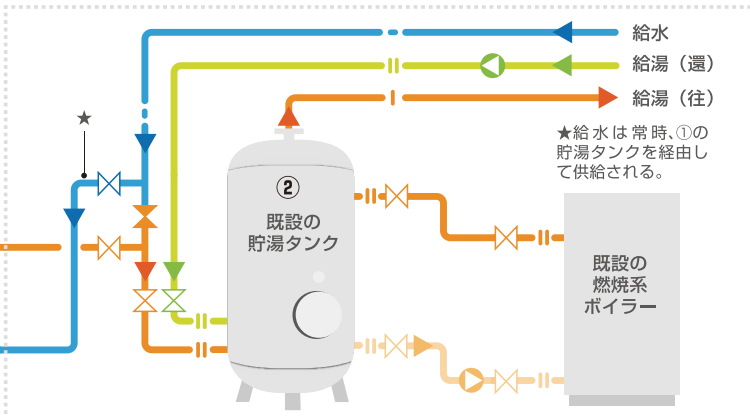 給水
給湯（還）
給湯（往）
★
★給水は常時、①の
貯湯タンクを経由し
て供給される。
②
既設の
貯湯タンク
既設の
燃焼系
ボイラー